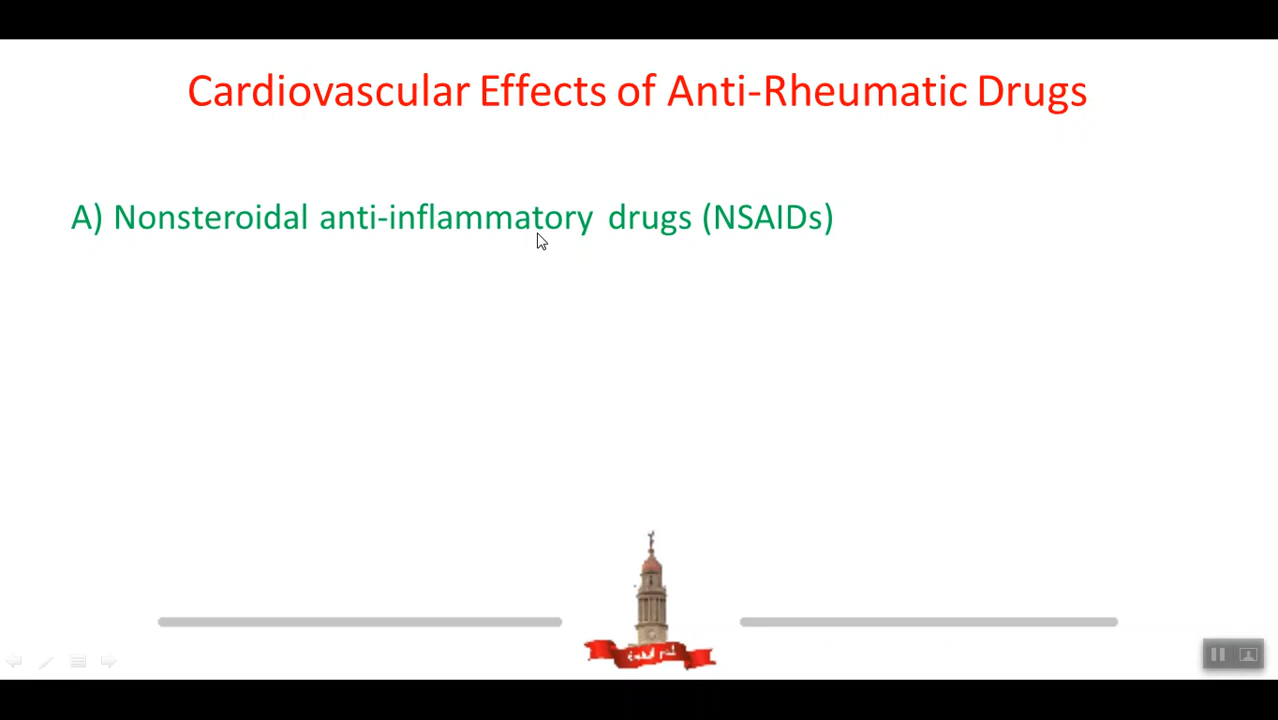 Cardiovascular Effects of Anti-Rheumatic Drugs
A) Nonsteroidal anti-inflammatory drugs (NSAIDs)